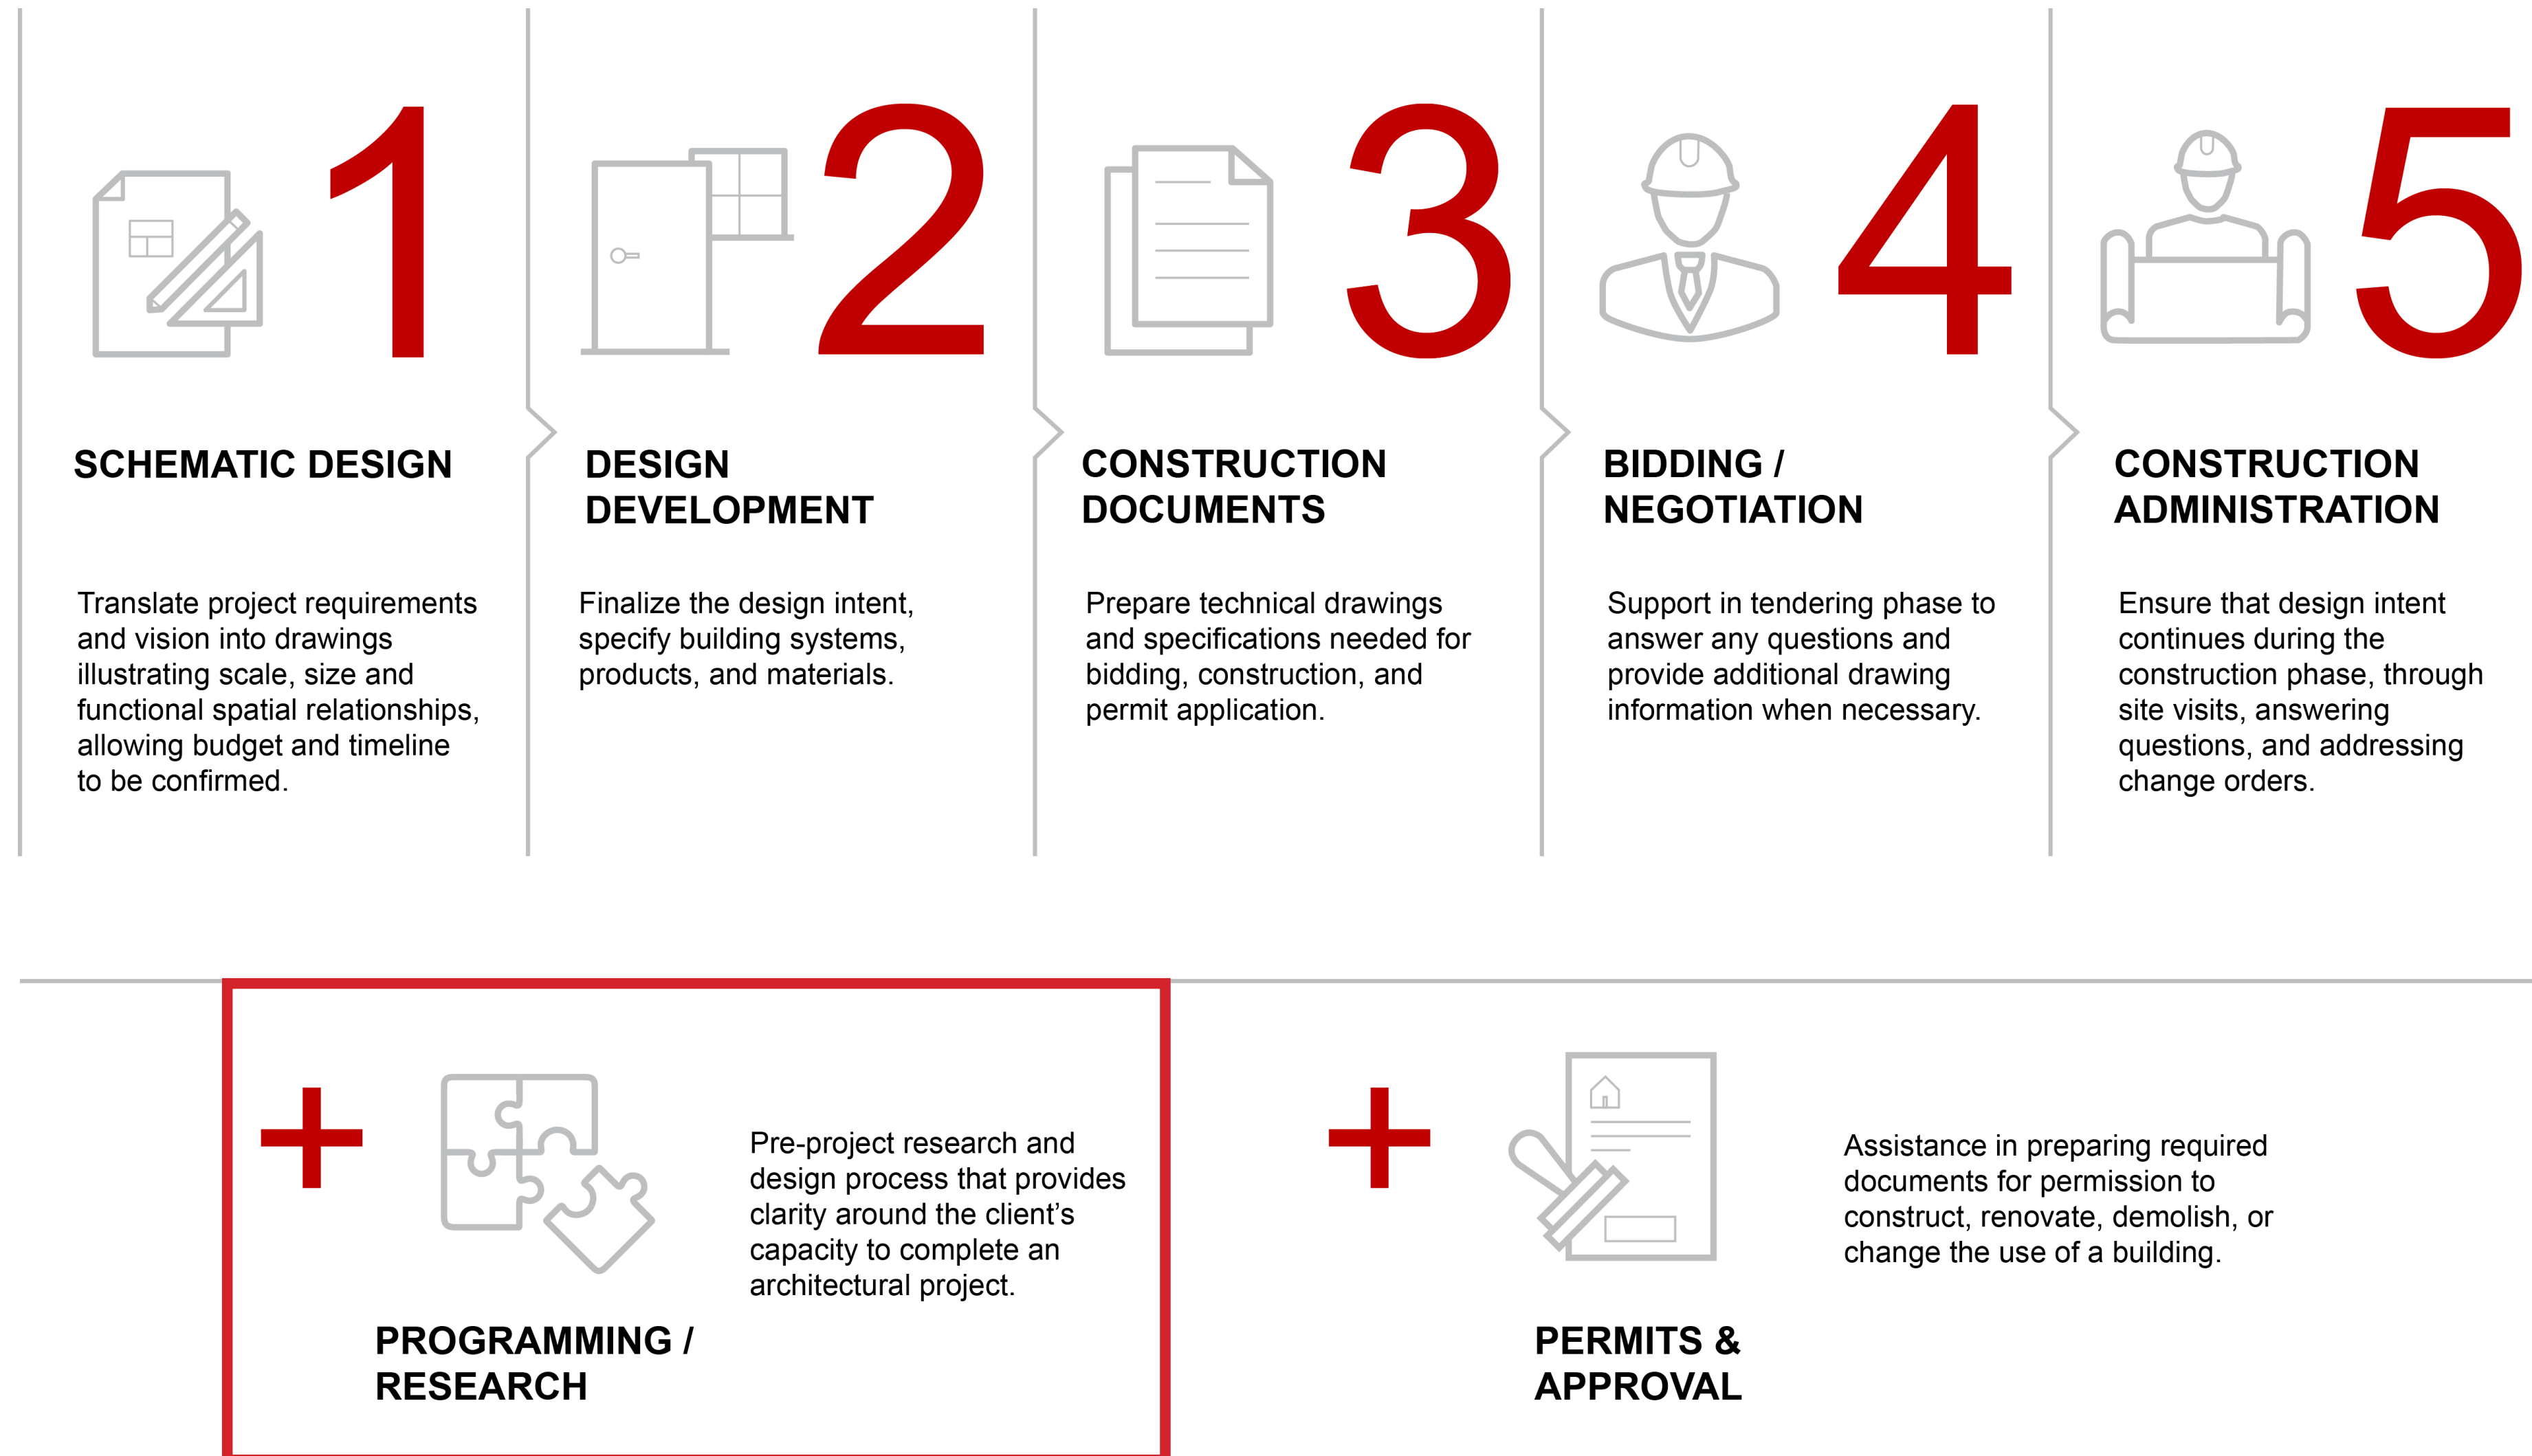 1
SCHEMATIC DESIGN
Translate project requirements
and vision into drawings
illustrating scale, size and
functional spatial relationships,
allowing budget and timeline
to be confirmed.
2
DESIGN
DEVELOPMENT
Finalize the design intent,
specify building systems,
products, and materials.
3
CONSTRUCTION
DOCUMENTS
Prepare technical drawings
and specifications needed for
bidding, construction, and
permit application.
4
BIDDING /
NEGOTIATION
Support in tendering phase to
answer any questions and
provide additional drawing
information when necessary.
5
CONSTRUCTION
ADMINISTRATION
Ensure that design intent
continues during the
construction phase, through
site visits, answering
questions, and addressing
change orders.
+
PROGRAMMING /
RESEARCH
Pre-project research and
design process that provides
clarity around the client’s
capacity to complete an
architectural project.
+
PERMITS &
APPROVAL
Assistance in preparing required
documents for permission to
construct, renovate, demolish, or
change the use of a building.